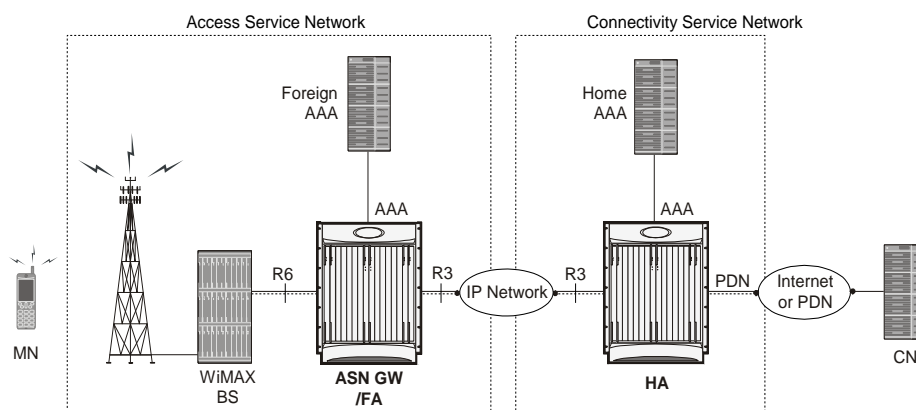 Access Service Network
Connectivity Service Network
Foreign
AAA
Home
AAA
AAA
AAA
R6
R3
IP Network
R3
PDN
Internet
or PDN
MN
WiMAX
BS
ASN GW
/FA
HA
CN